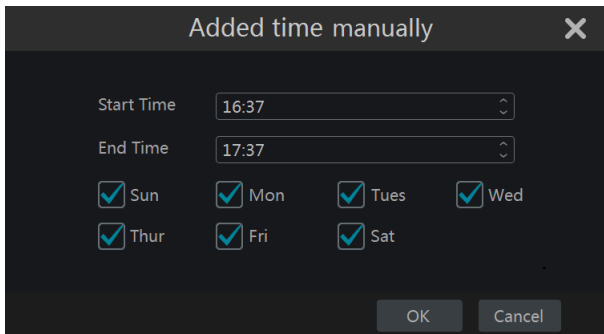 Added time manually
Start Time 16:37
End Time 17:37
Sun Mon Tues Wed
Thur Fri Sat
OK Cancel